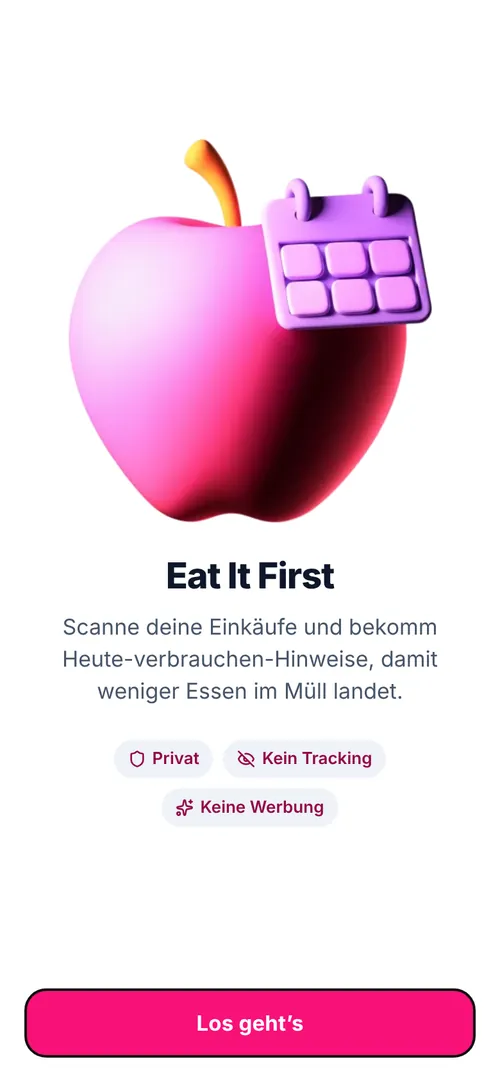 Eat It First
Scanne deine Einkäufe und bekomm
Heute-verbrauchen-Hinweise, damit
weniger Essen im Müll landet.
Privat
Kein Tracking
Keine Werbung
Los geht’s